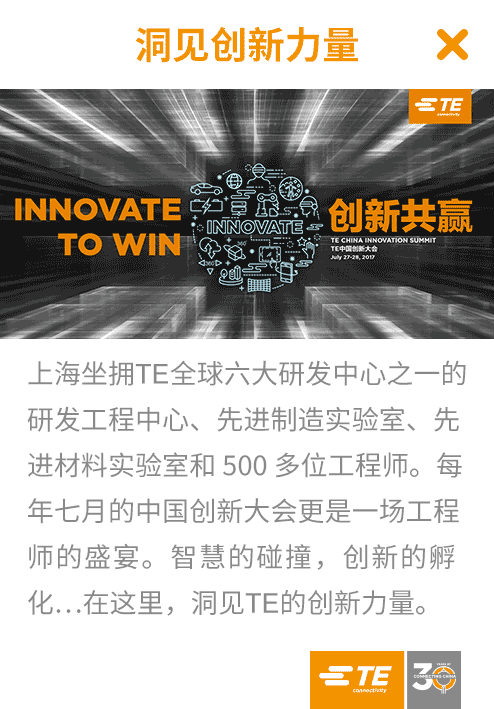 洞见创新力量
TE
connectivity
INNOVATE
TO WIN
INNOVATE
360°
360°
创新共赢
TE CHINA INNOVATION SUMMIT
TE中国创新大会
July 27-28, 2017
上海坐拥TE全球六大研发中心之一的
研发工程中心、先进制造实验室、先
进材料实验室和 500 多位工程师。每
年七月的中国创新大会更是一场工程
师的盛宴。智慧的碰撞，创新的孵
化…在这里，洞见TE的创新力量。
TE
connectivity
30
YEARS OF
CONNECTING CHINA